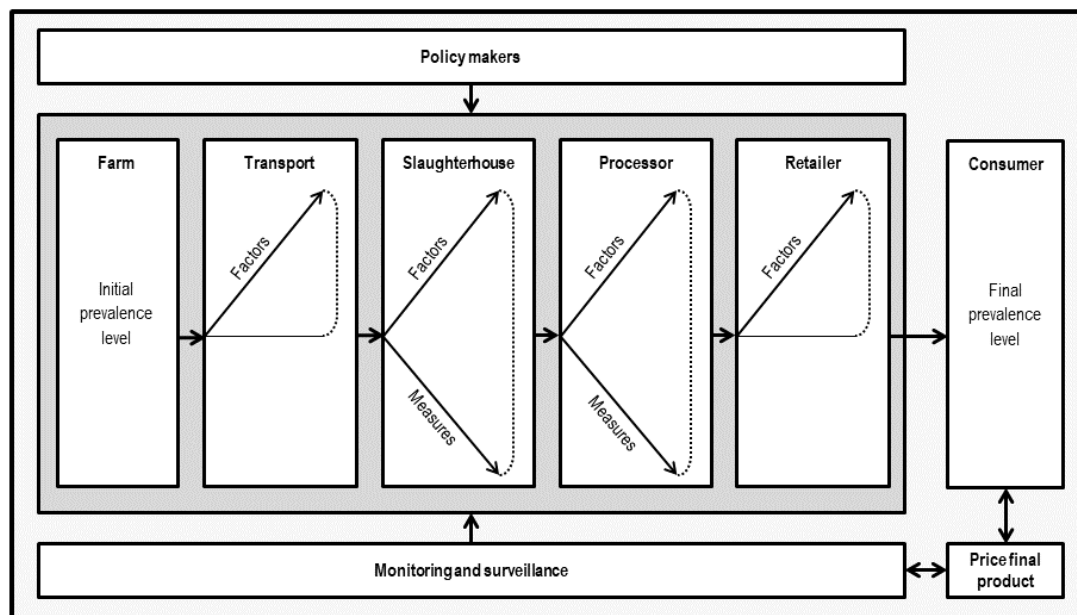 Policy makers
Farm
Transport
Slaughterhouse
Processor
Retailer
Consumer
Initial
prevalence
level
Factors
Factors
Measures
Factors
Measures
Factors
Final
prevalence
level
Monitoring and surveillance
Price final
product